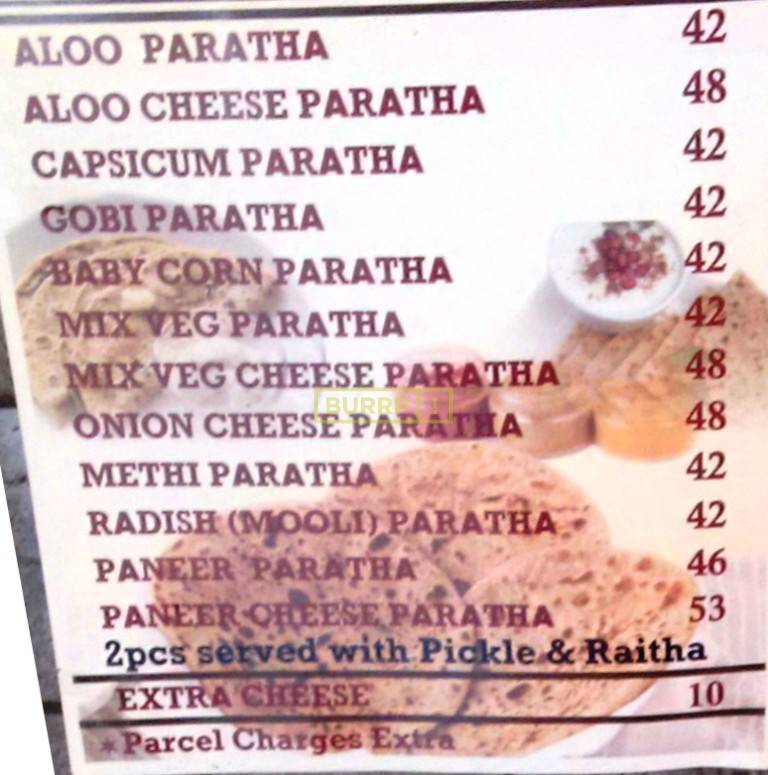 ALOO PARATHA 42
ALOO CHEESE PARATHA 48
CAPSICUM PARATHA 42
GOBI PARATHA 42
BABY CORN PARATHA 42
MIX VEG PARATHA 42
MIX VEG CHEESE PARATHA 48
BURRP !
ONION CHEESE PARATHA 48
METHI PARATHA 42
RADISH (MOOLI) PARATHA 42
PANEER PARATHA 46
PANEER CHEESE PARATHA 53
2pcs served with Pickle & Raitha
EXTRA CHEESE 10
*Parcel Charges Extra